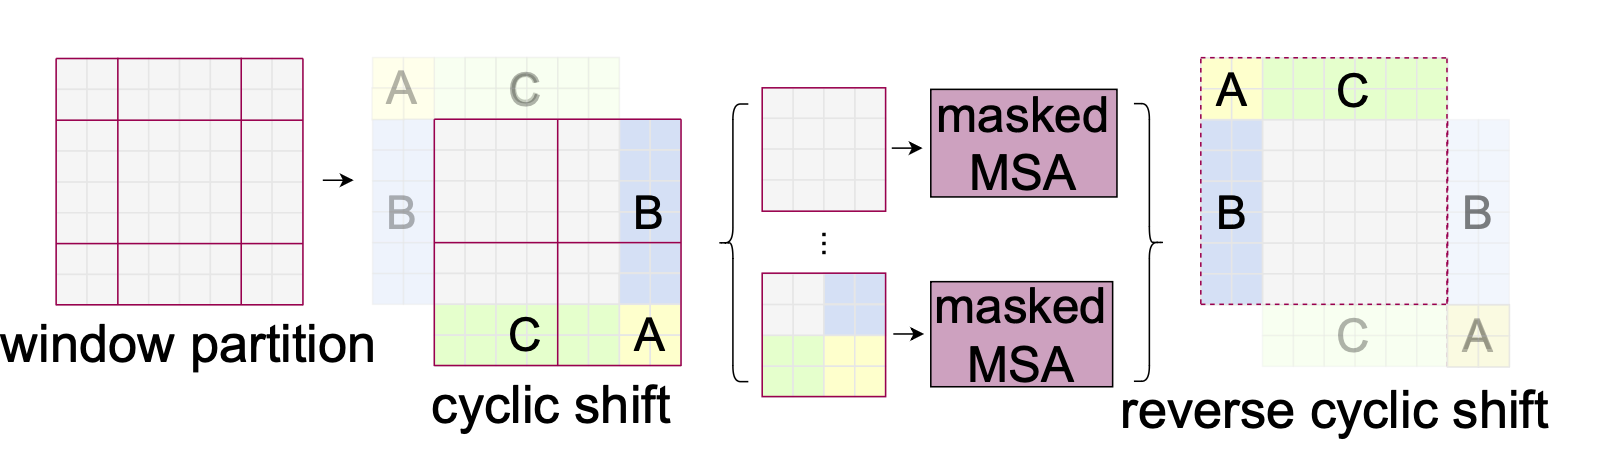 window partition
A
C
B
B
C
A
cyclic shift
masked
MSA
...
masked
MSA
A
C
B
B
C
A
reverse cyclic shift